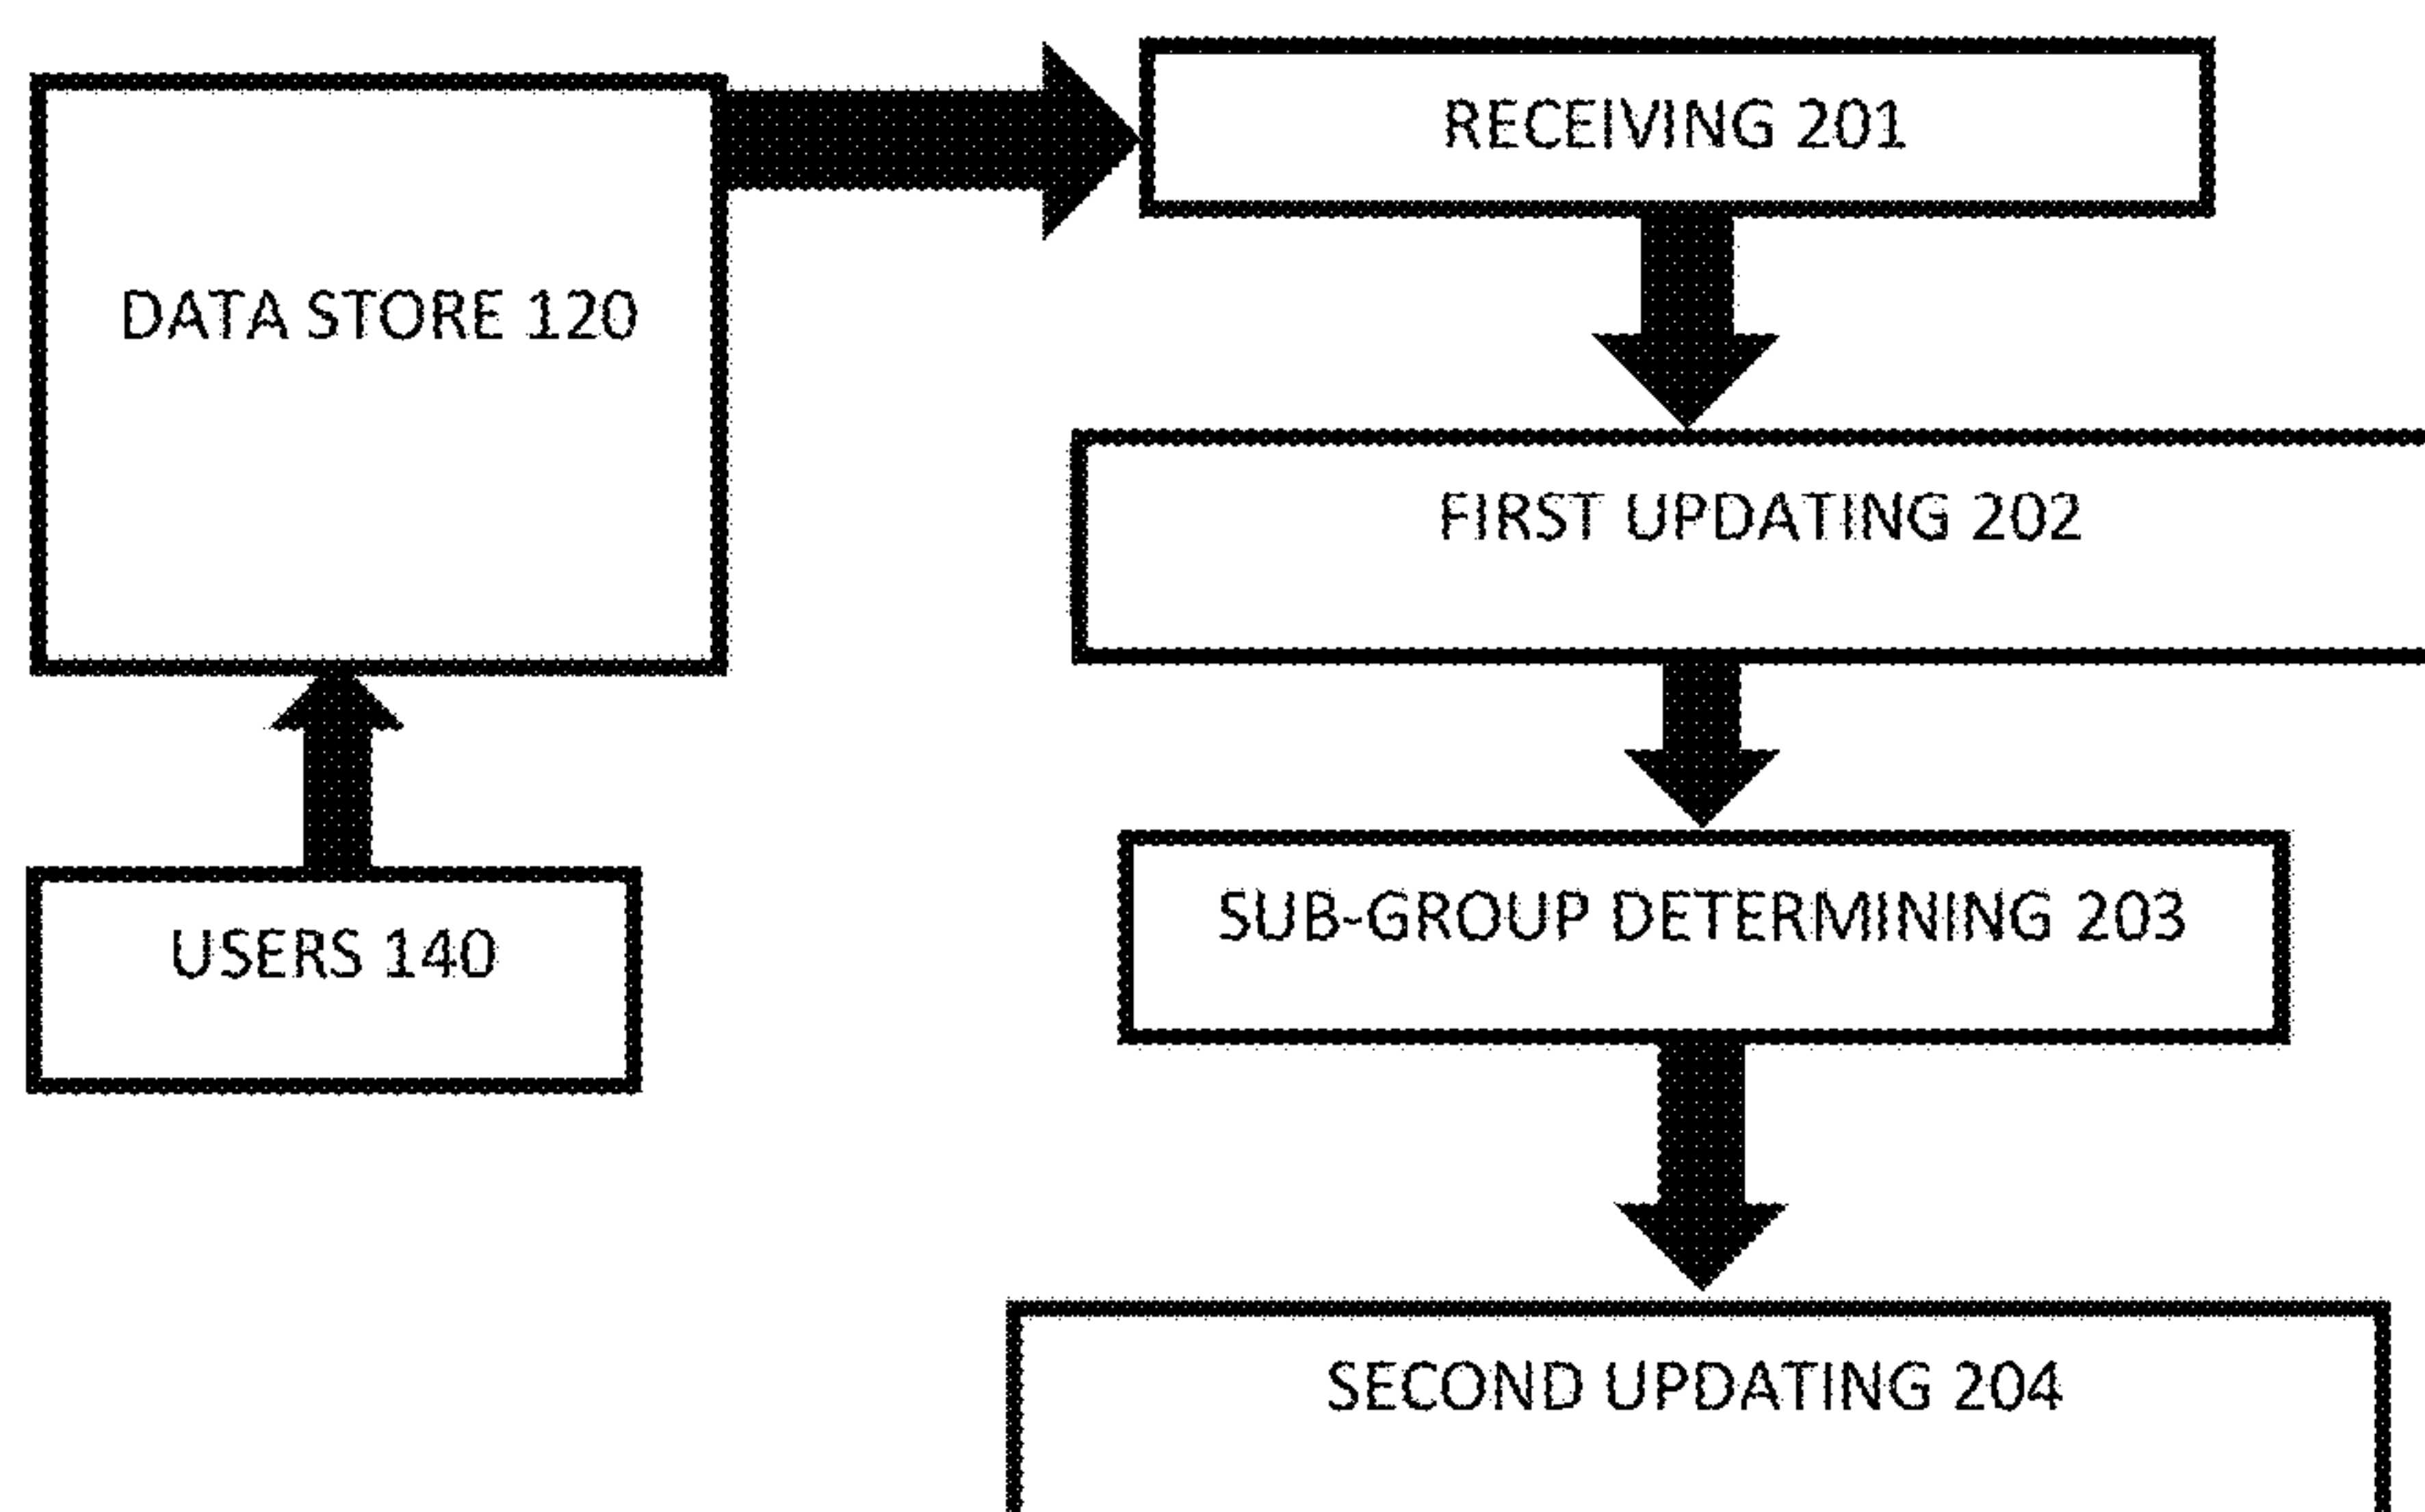 RECEIVING 201
DATA STORE 120
FIRST UPDATING 202
SUB-GROUP DETERMINING 203
USERS 140
SECOND UPDATING 204